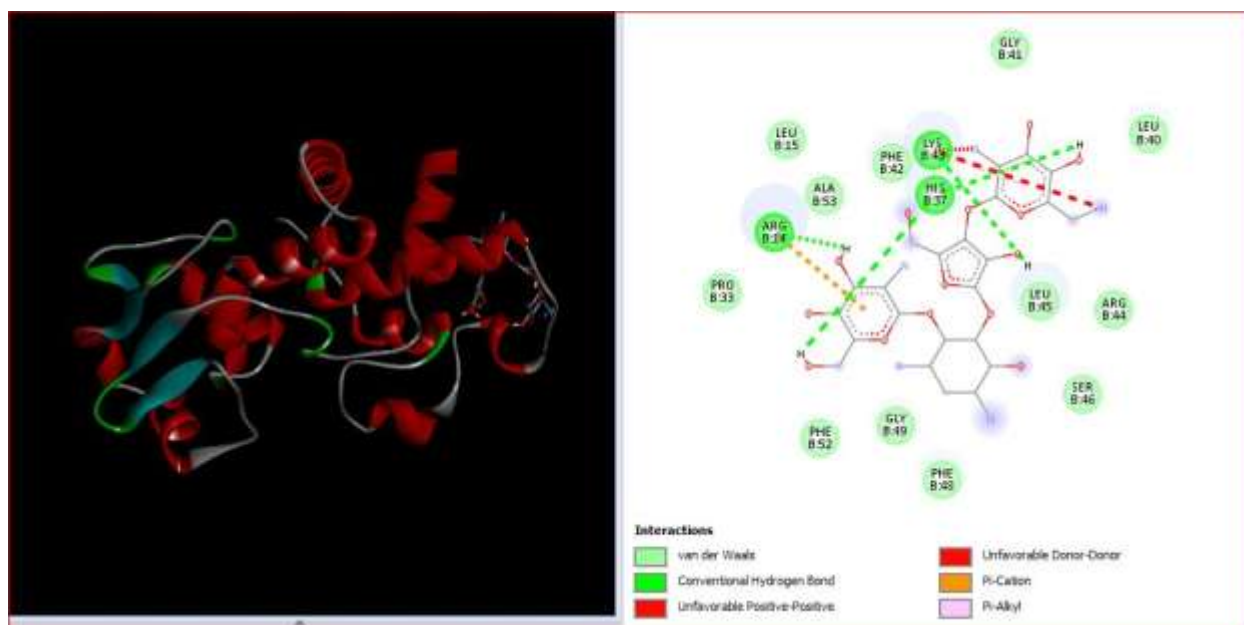 GLY
B:41
LEU
B:15
PHE
B:42
LYS
HIS
B:37
LEU
B:40
ALA
B:53
ARG
B:14
H
H
H
H
PRO
B:33
LEU
B:45
ARG
B:44
SER
B:46
PHE
B:52
GLY
B:49
PHE
B:48
Interactions
van der Waals
Conventional Hydrogen Bond
Unfavorable Positive-Positive
Unfavorable Donor-Donor
Pi-Cation
Pi-Alkyl